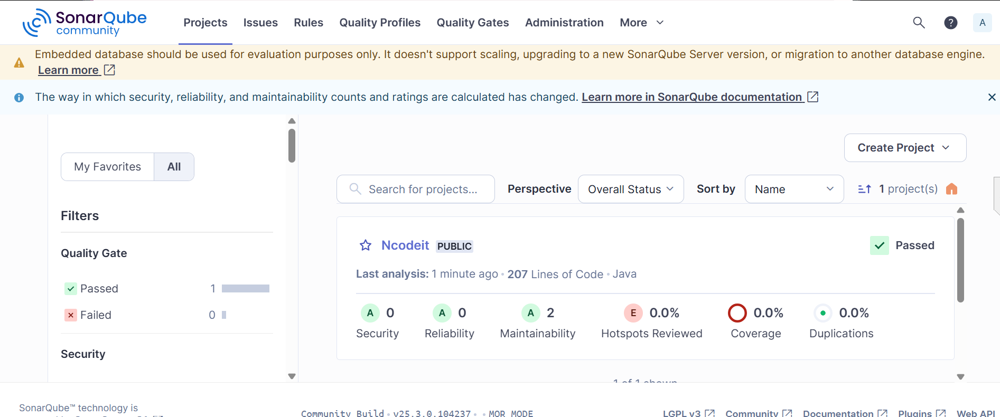 SonarQube
community
Projects
Issues
Rules
Quality Profiles
Quality Gates
Administration
More
?
A
Embedded database should be used for evaluation purposes only. It doesn't support scaling, upgrading to a new SonarQube Server version, or migration to another database engine.
Learn more
The way in which security, reliability, and maintainability counts and ratings are calculated has changed. Learn more in SonarQube documentation
My Favorites
All
Filters
Quality Gate
Passed 1
Failed 0
Security
Create Project
Search for projects...
Perspective
Overall Status
Sort by
Name
1 project(s)
Ncodeit PUBLIC
Passed
Last analysis: 1 minute ago • 207 Lines of Code • Java
A 0
Security
A 0
Reliability
A 2
Maintainability
E 0.0%
Hotspots Reviewed
0.0%
Coverage
0.0%
Duplications
1 of 1 shown
SonarQube™ technology is
Community Build • v25.3.0.104237 • • MQR MODE
LGPL v3
Community
Documentation
Plugins
Web API